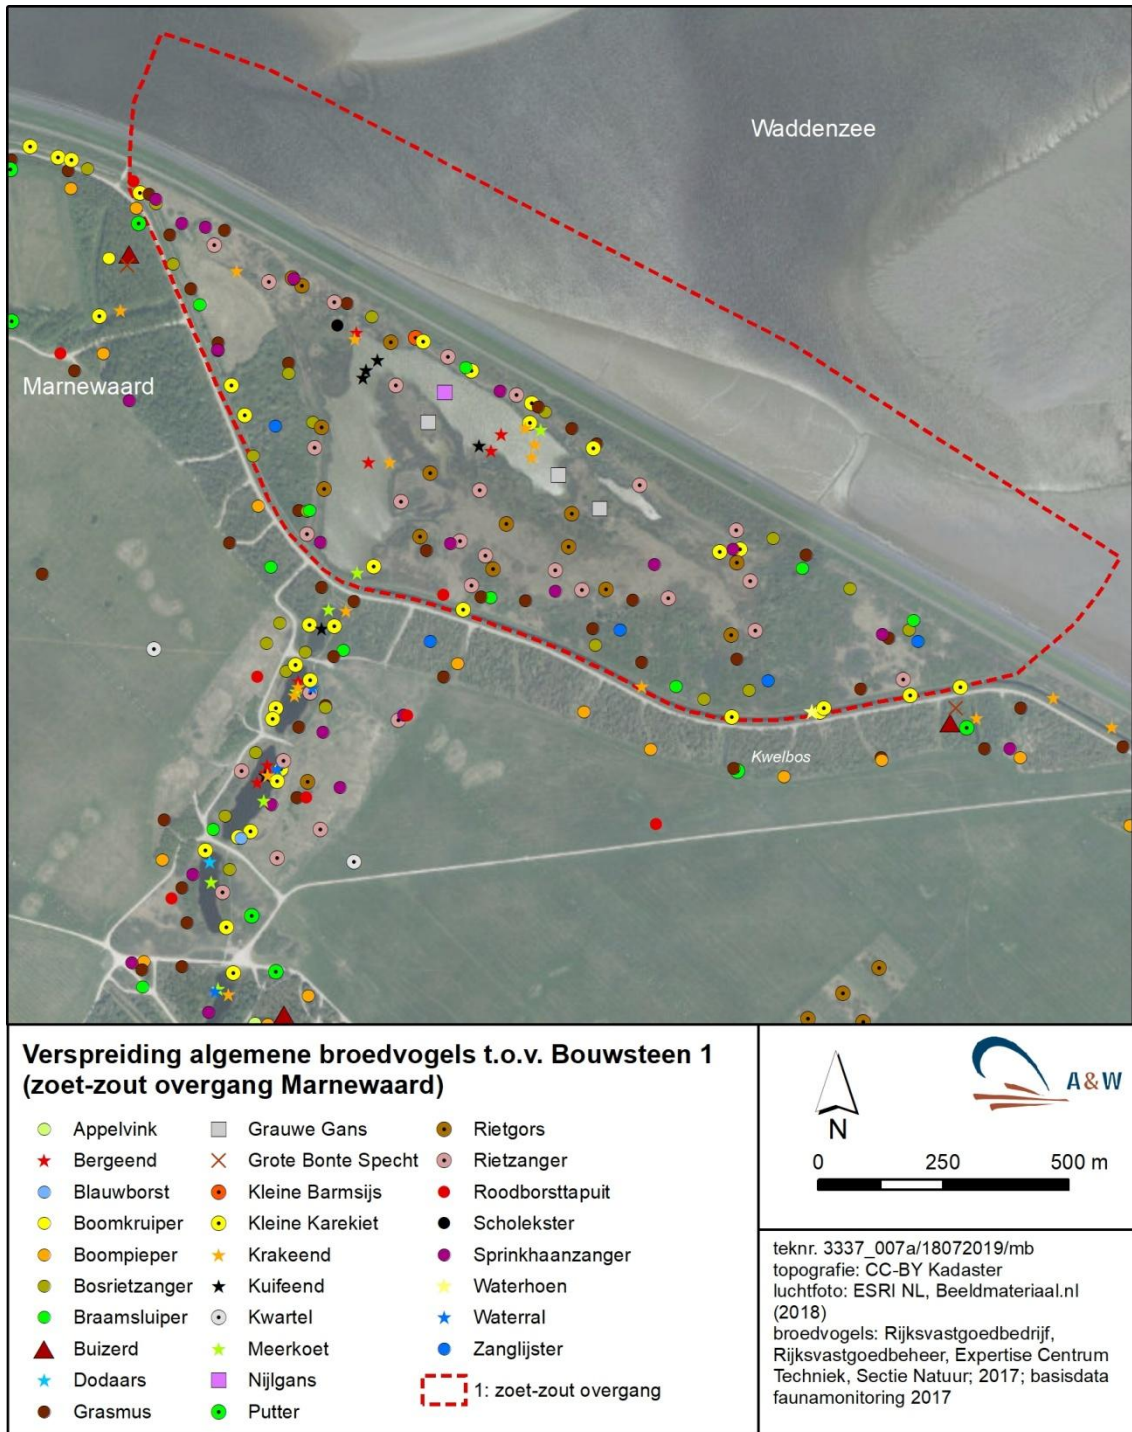 Waddenzee
Marnewaard
Kwelbos
Verspreiding algemene broedvogels t.o.v. Bouwsteen 1
(zoet-zout overgang Marnewaard)
Appelvink
Bergeend
Blauwborst
Boomkruiper
Boompieper
Bosrietzanger
Braamsluiper
Buizerd
Dodaars
Grasmus
Grauwe Gans
Grote Bonte Specht
Kleine Barmsijs
Kleine Karekiet
Krakeend
Kuifeend
Kwartel
Meerkoet
Nijlgans
Putter
Rietgors
Rietzanger
Roodborsttapuit
Scholekster
Sprinkhaanzanger
Waterhoen
Waterral
Zanglijster
1: zoet-zout overgang
A&W
N
0 250 500 m
teknr. 3337_007a/18072019/mb
topografie: CC-BY Kadaster
luchtfoto: ESRI NL, Beeldmateriaal.nl
(2018)
broedvogels: Rijksvastgoedbedrijf,
Rijksvastgoedbeheer, Expertise Centrum
Techniek, Sectie Natuur; 2017; basisdata
faunamonitoring 2017